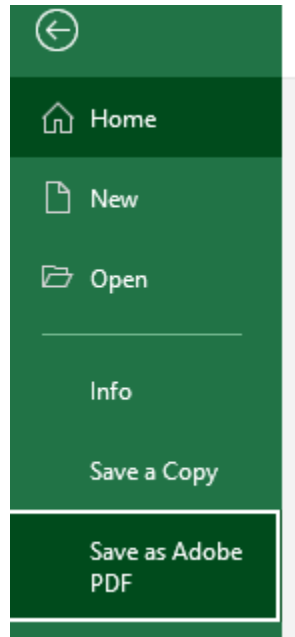 Home
New
Open
Info
Save a Copy
Save as Adobe
PDF